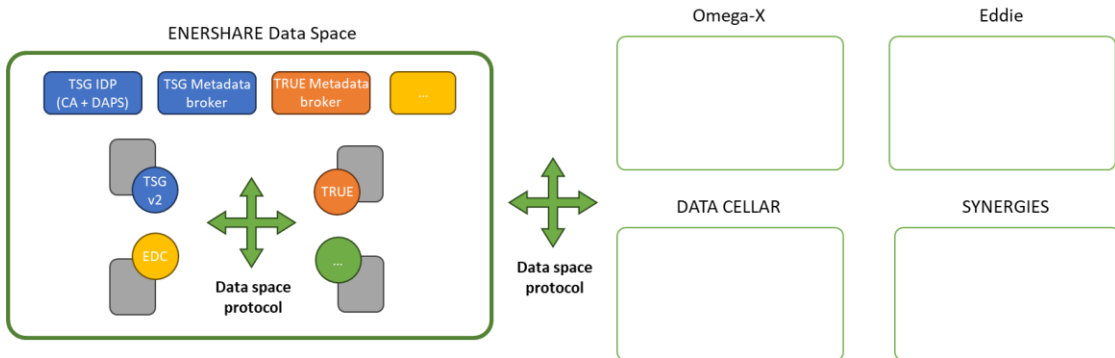 ENERSHARE Data Space
TSG IDP
(CA + DAPS)
TSG Metadata
broker
TRUE Metadata
broker
...
TSG
v2
TRUE
EDC
...
Data space
protocol
Data space
protocol
Omega-X
Eddie
DATA CELLAR
SYNERGIES